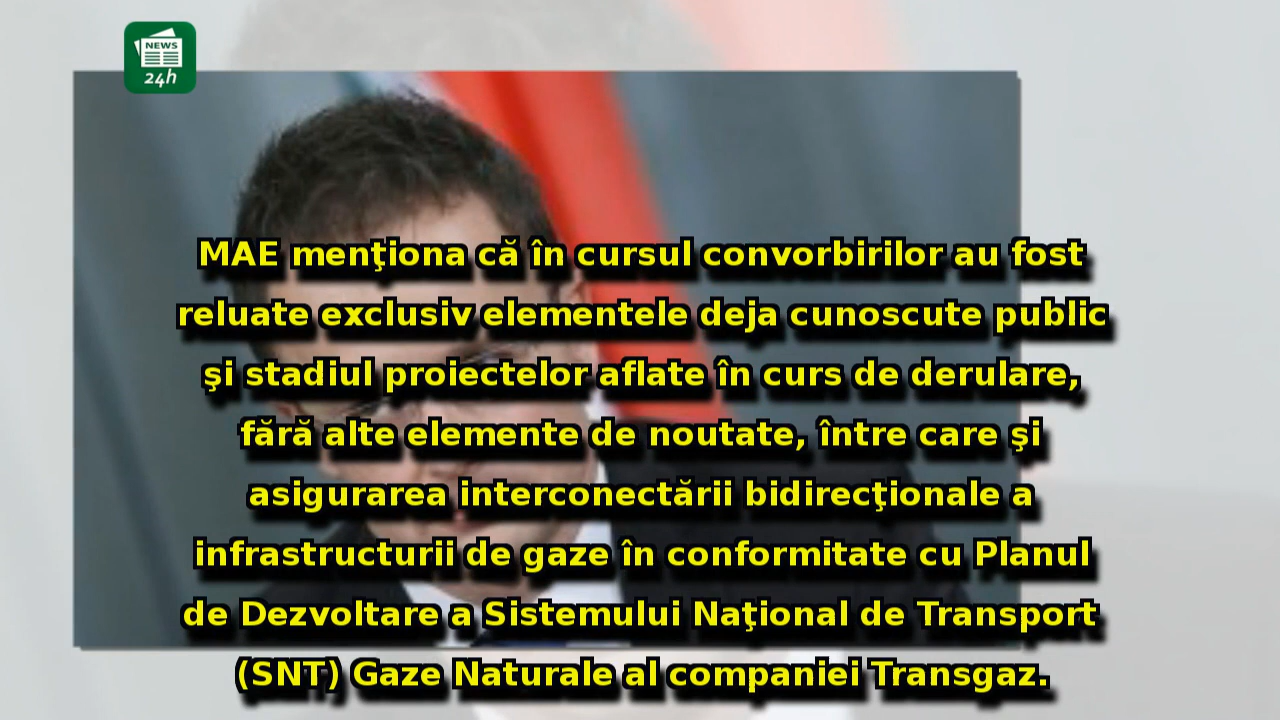 NEWS
24h
MAE menţiona că în cursul convorbirilor au fost
reluate exclusiv elementele deja cunoscute public
şi stadiul proiectelor aflate în curs de derulare,
fără alte elemente de noutate, între care şi
asigurarea interconectării bidirecţionale a
infrastructurii de gaze în conformitate cu Planul
de Dezvoltare a Sistemului Naţional de Transport
(SNT) Gaze Naturale al companiei Transgaz.